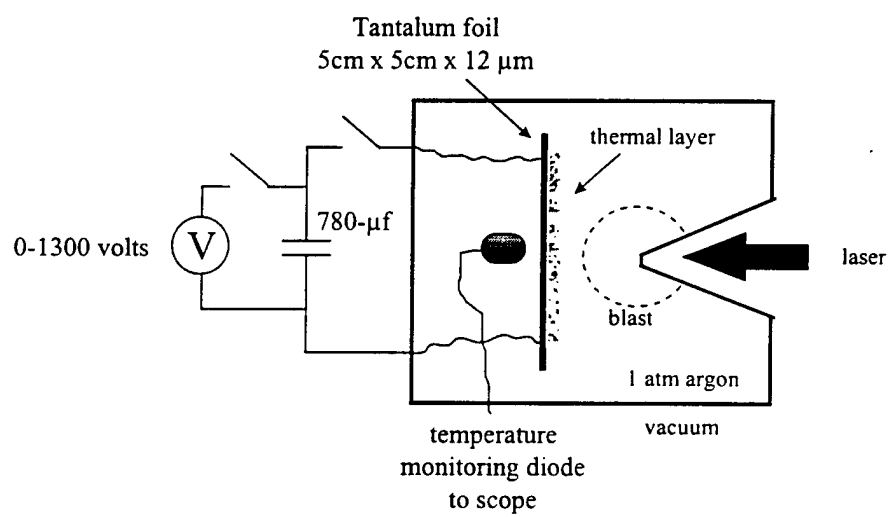 Tantalum foil
5cm x 5cm x 12 μm
thermal layer
780-μf
0-1300 volts
V
laser
blast
1 atm argon
vacuum
temperature
monitoring diode
to scope